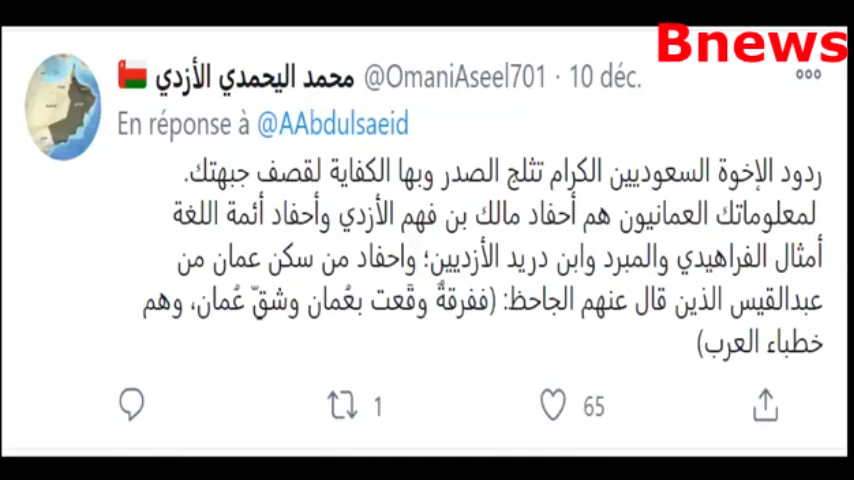 Bnews
محمد اليحمدي الأزدي @OmaniAseel701 · 10 déc.
En réponse à @AAbdulsaeid
ردود الإخوة السعوديين الكرام تثلج الصدر وبها الكفاية لقصف جبهتك.
لمعلوماتك العمانيون هم أحفاد مالك بن فهم الأزدي وأحفاد أئمة اللغة
أمثال الفراهيدي والمبرد وابن دريد الأزديين؛ واحفاد من سكن عمان من
عبدالقيس الذين قال عنهم الجاحظ: (ففرقةٌ وقَعت بعُمان وشقّ عُمان، وهم
خطباء العرب)
1 65